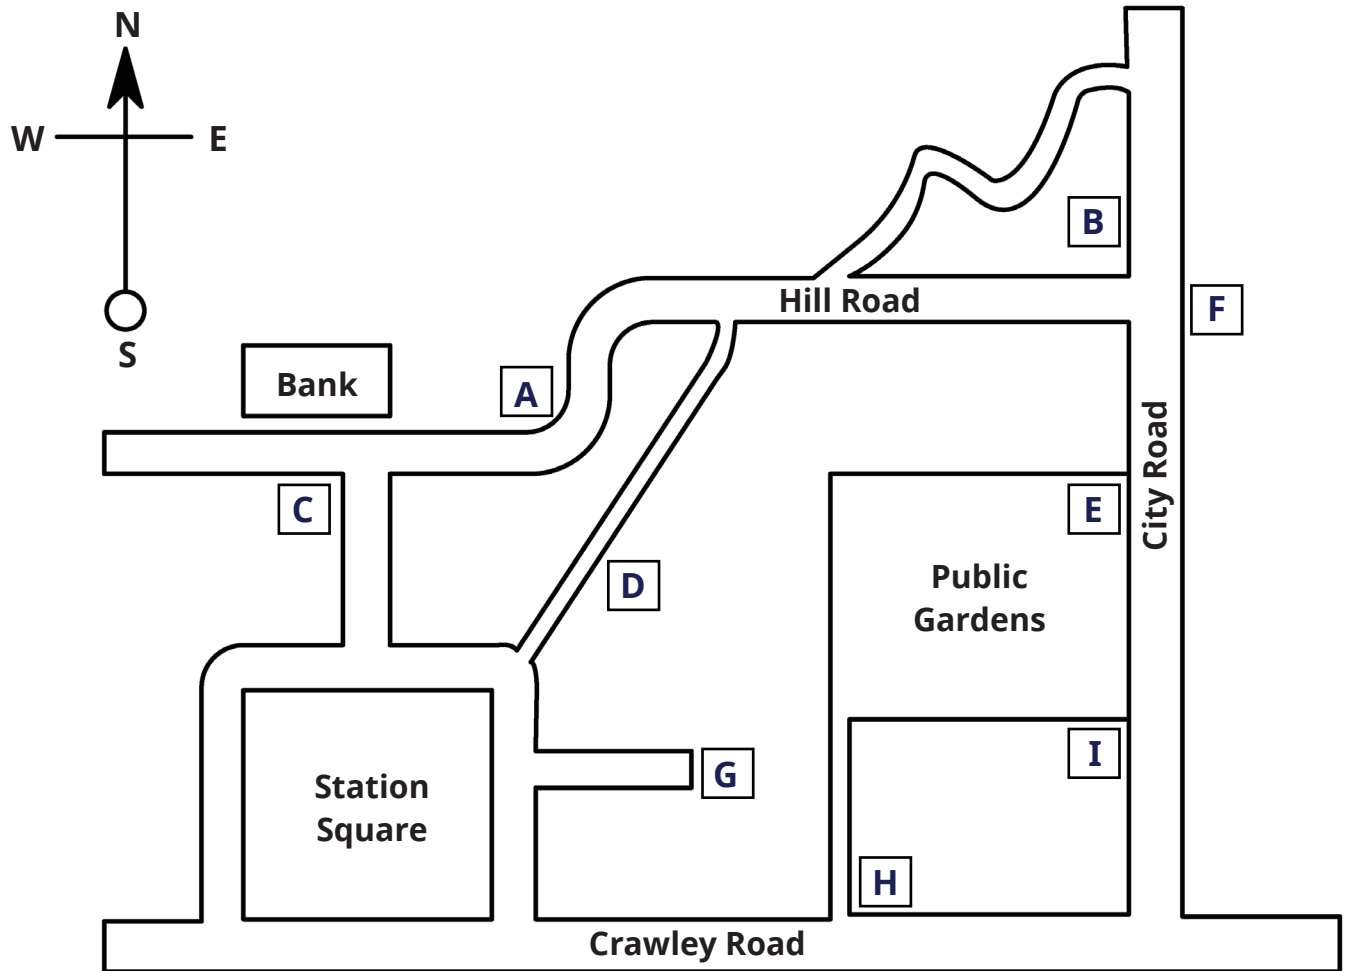 N
W E
S
Bank
Hill Road
A
B
F
C
City Road
E
D
Public
Gardens
Station
Square
G
I
H
Crawley Road